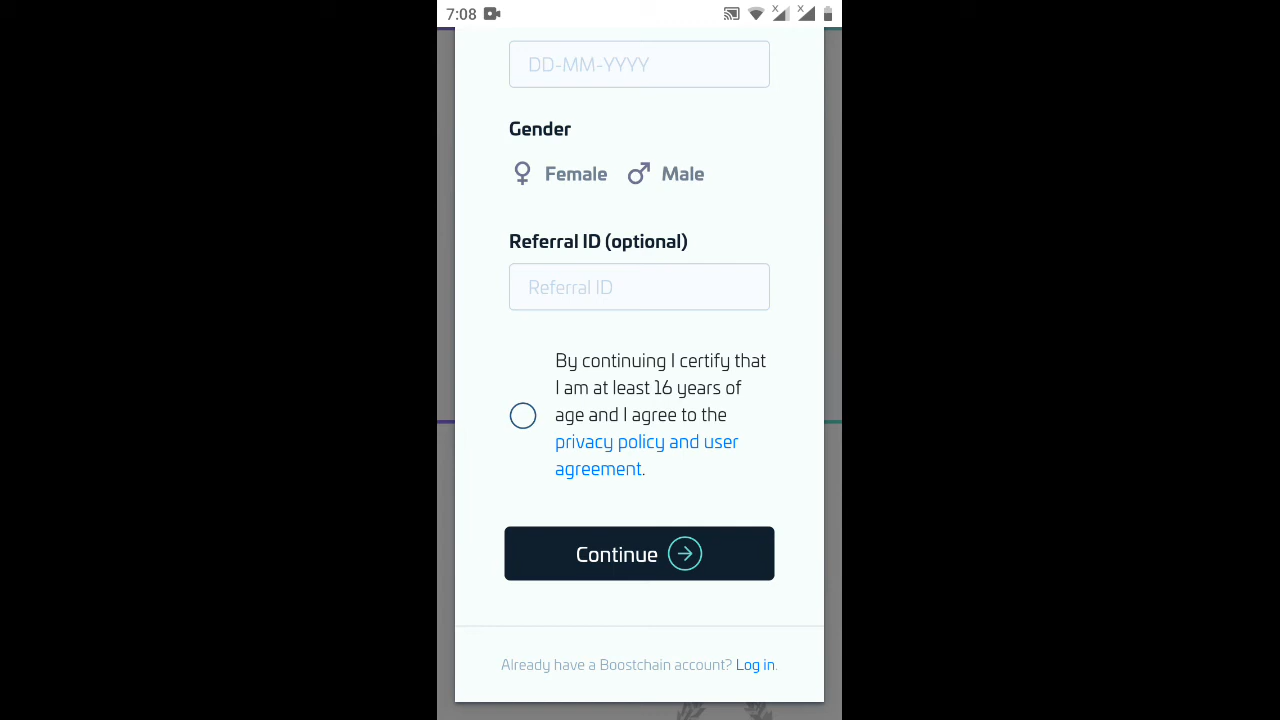 7:08
DD-MM-YYYY
Gender
Female Male
Referral ID (optional)
Referral ID
By continuing I certify that
I am at least 16 years of
age and I agree to the
privacy policy and user
agreement.
Continue
Already have a Boostchain account? Log in.